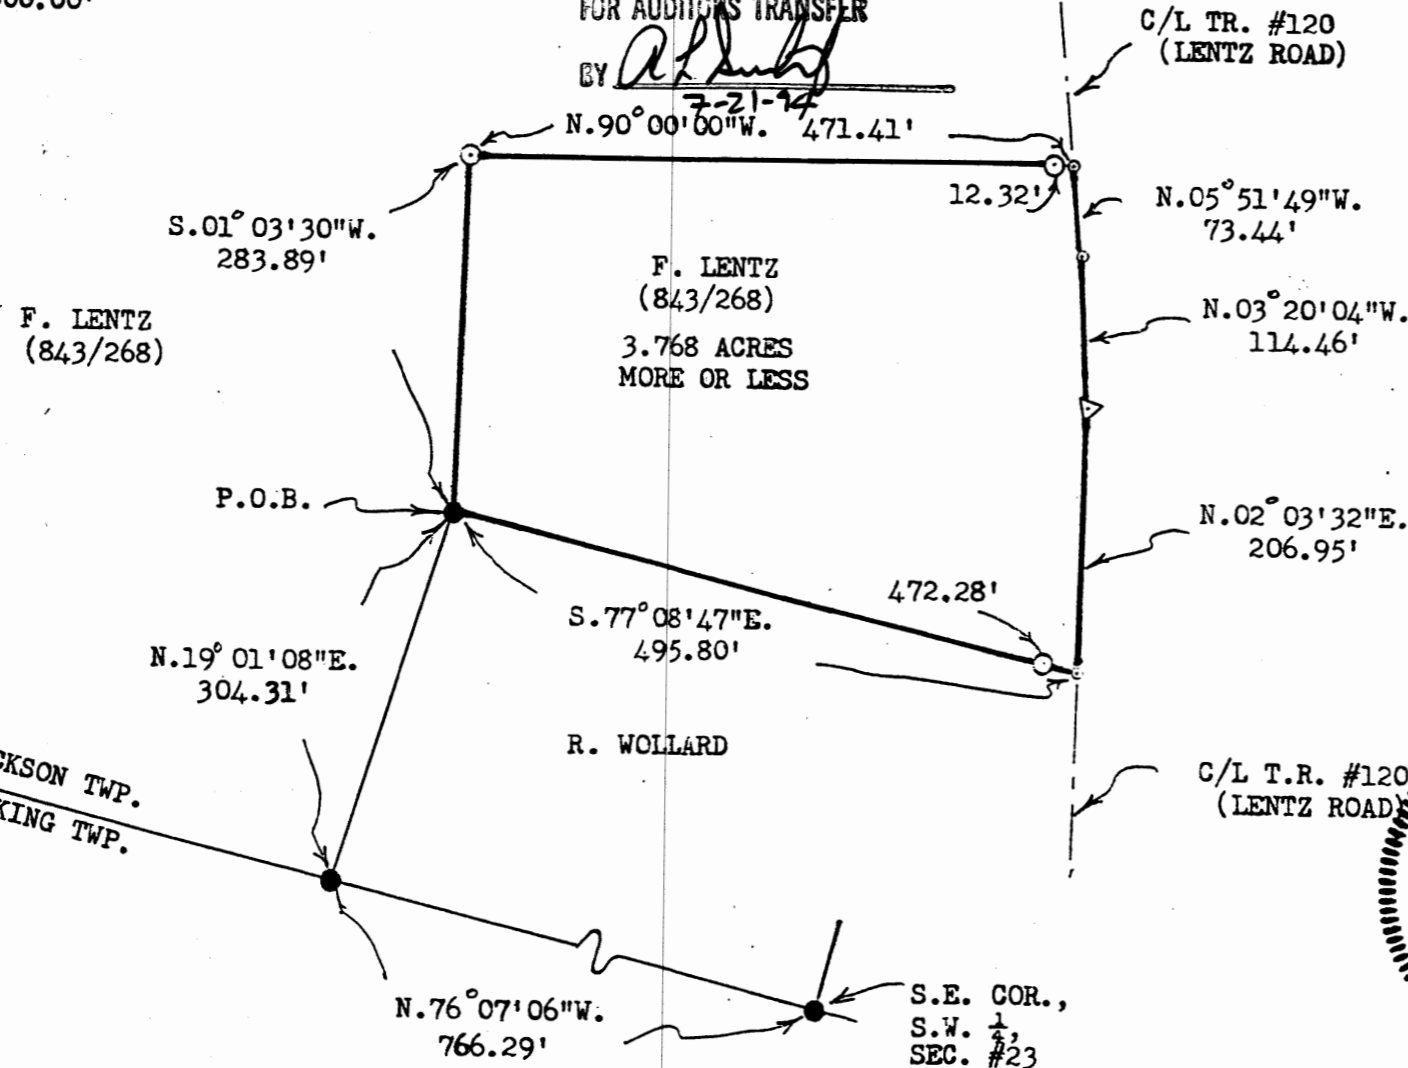 FOR AUDITORS TRANSFER
BY
7-21-94
C/L TR. #120
(LENTZ ROAD)
N.90°00'00"W. 471.41'
12.32'
N.05°51'49"W.
73.44'
S.01°03'30"W.
283.89'
F. LENTZ
(843/268)
3.768 ACRES
MORE OR LESS
N.03°20'04"W.
114.46'
F. LENTZ
(843/268)
P.O.B.
N.02°03'32"E.
206.95'
472.28'
S.77°08'47"E.
495.80'
N.19°01'08"E.
304.31'
R. WOLLARD
CKSON TWP.
KING TWP.
C/L T.R. #120
(LENTZ ROAD)
N.76°07'06"W.
766.29'
S.E. COR.,
S.W. 1/4,
SEC. #23